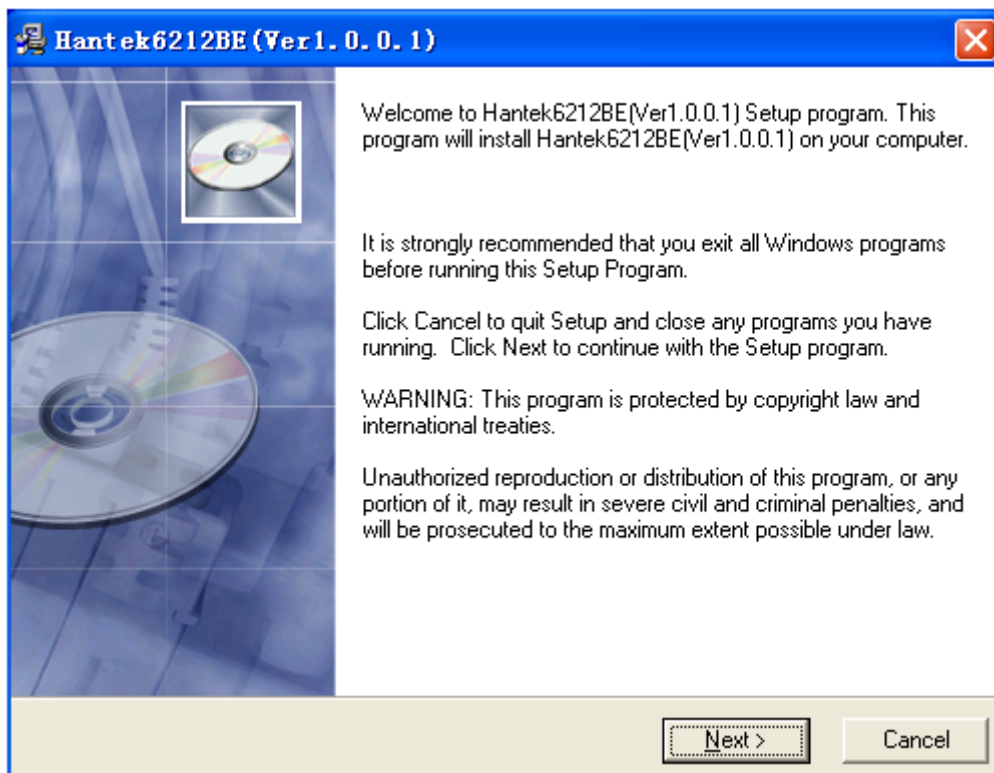 Hantek6212BE(Ver1.0.0.1)
Welcome to Hantek6212BE(Ver1.0.0.1) Setup program. This
program will install Hantek6212BE(Ver1.0.0.1) on your computer.
It is strongly recommended that you exit all Windows programs
before running this Setup Program.
Click Cancel to quit Setup and close any programs you have
running.  Click Next to continue with the Setup program.
WARNING: This program is protected by copyright law and
international treaties.
Unauthorized reproduction or distribution of this program, or any
portion of it, may result in severe civil and criminal penalties, and
will be prosecuted to the maximum extent possible under law.
Next >
Cancel